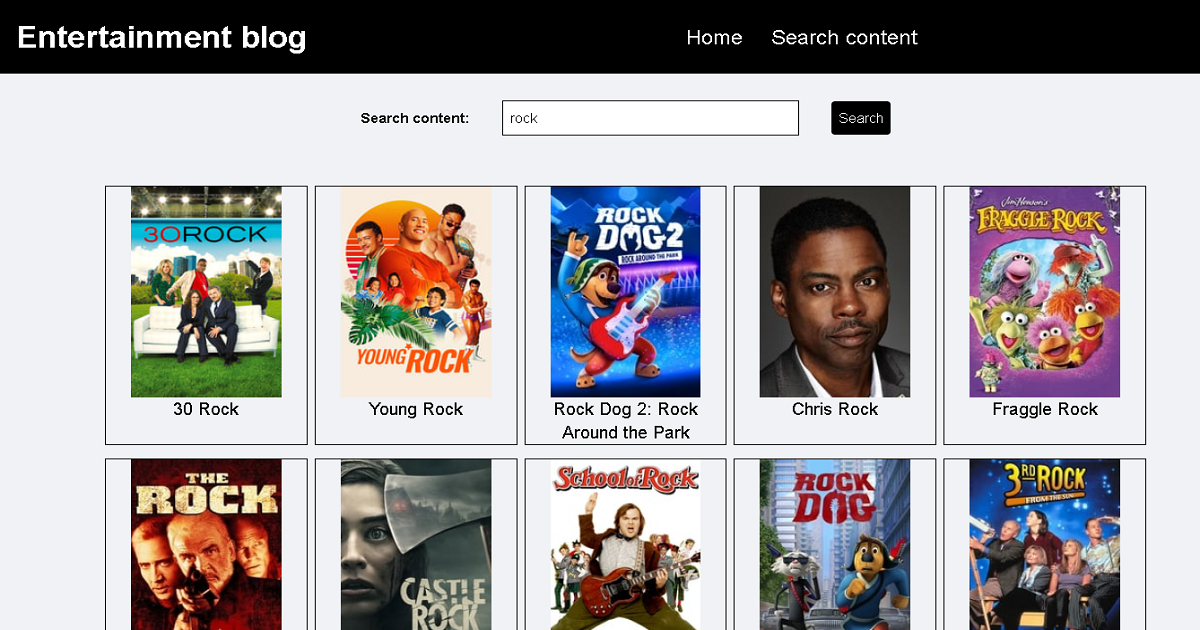 Entertainment blog
Home
Search content
Search content:
rock
Search
30ROCK
YOUNG ROCK
ROCK
DOG 2
ROCK AROUND THE PARK
Jim Henson's
FRAGGLE ROCK
30 Rock
Young Rock
Rock Dog 2: Rock
Around the Park
Chris Rock
Fraggle Rock
THE
ROCK
CASTLE
ROCK
School of Rock
ROCK
DOG
3RD ROCK
FROM THE SUN